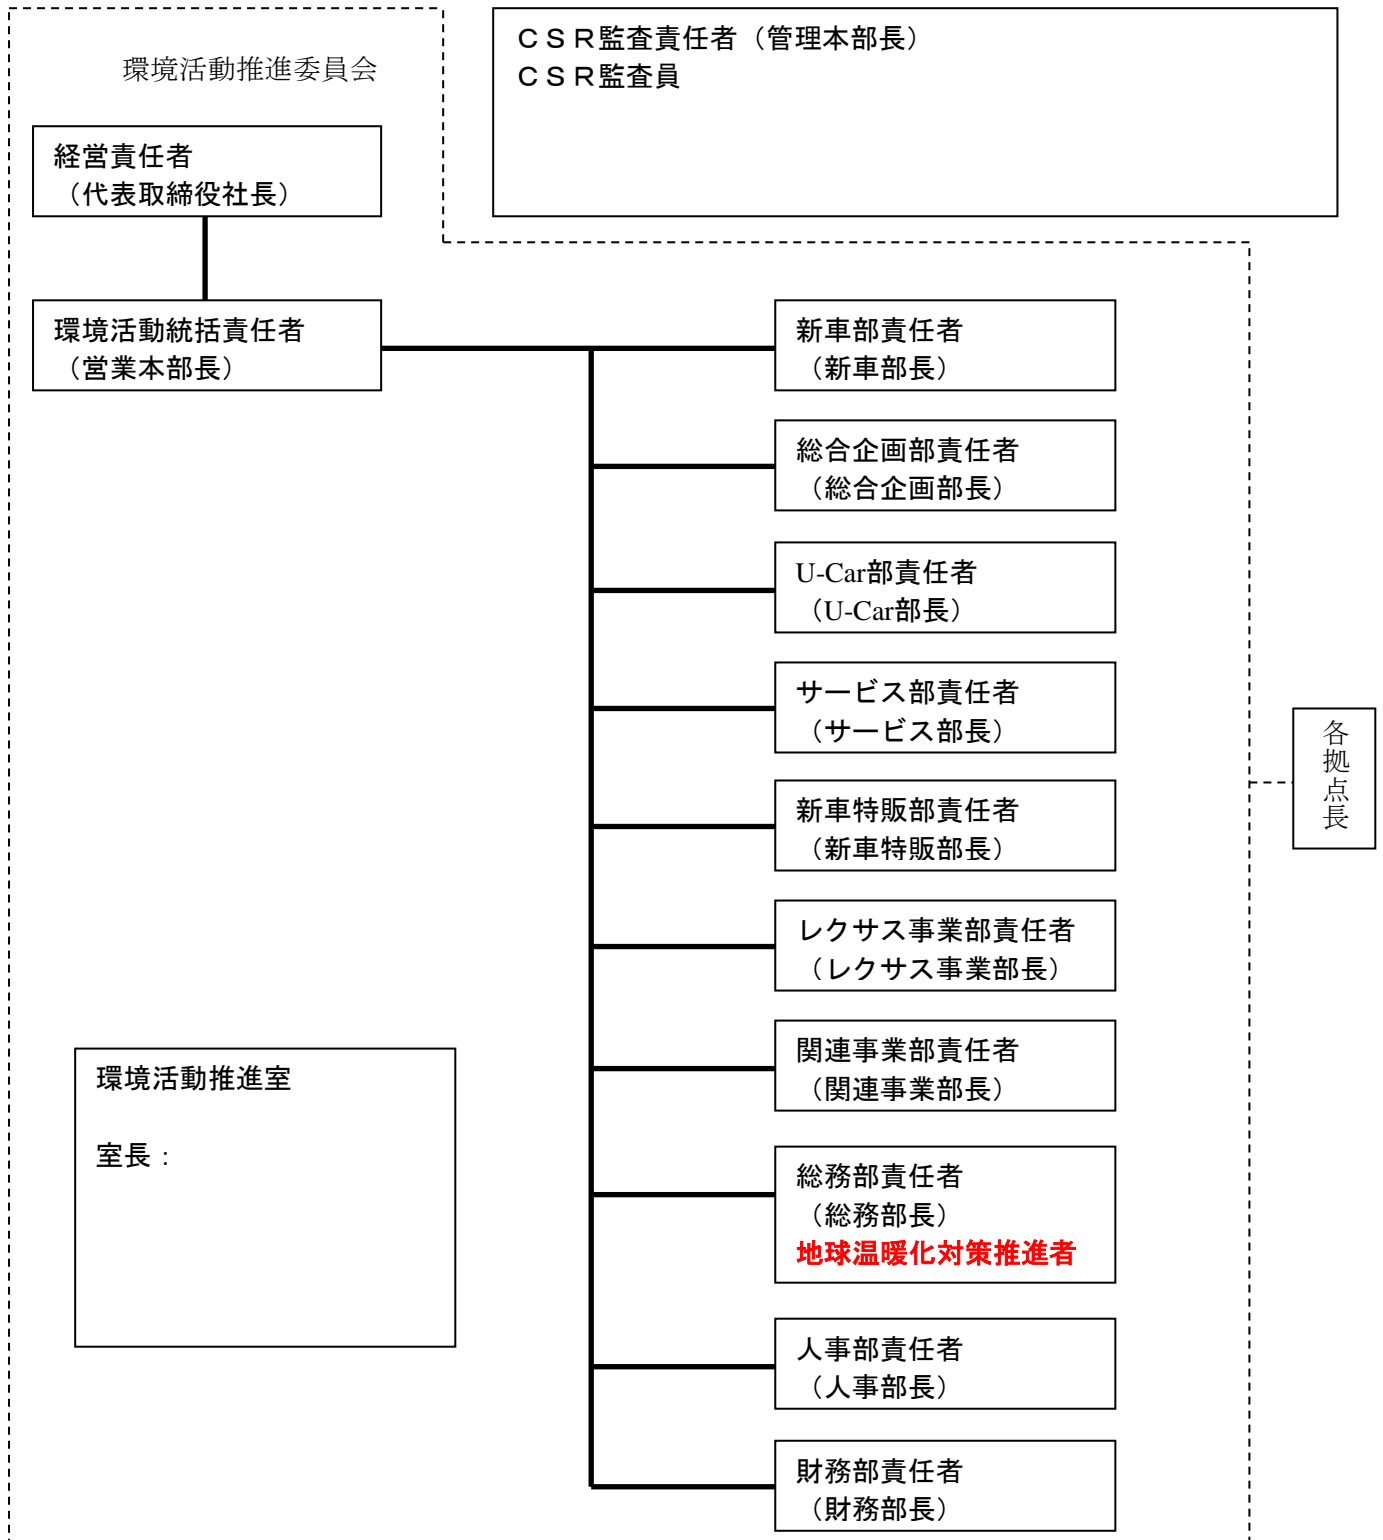 環境活動推進委員会
ＣＳＲ監査責任者（管理本部長）
ＣＳＲ監査員
経営責任者
（代表取締役社長）
環境活動統括責任者
（営業本部長）
新車部責任者
（新車部長）
総合企画部責任者
（総合企画部長）
U-Car部責任者
（U-Car部長）
サービス部責任者
（サービス部長）
新車特販部責任者
（新車特販部長）
レクサス事業部責任者
（レクサス事業部長）
関連事業部責任者
（関連事業部長）
総務部責任者
（総務部長）
地球温暖化対策推進者
人事部責任者
（人事部長）
財務部責任者
（財務部長）
環境活動推進室
室長：
各拠点長